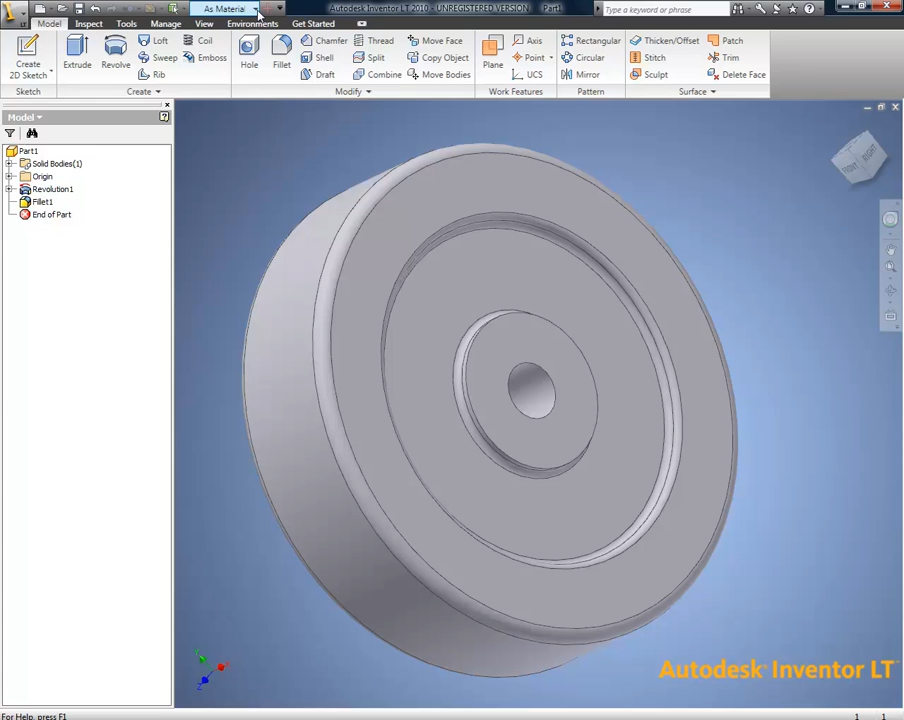 As Material
Autodesk Inventor LT 2010 - UNREGISTERED VERSION Part1
Type a keyword or phrase
LT
Model Tools Inspect Manage View Environments Get Started
Create
2D Sketch
Extrude
Revolve
Loft
Sweep
Rib
Coil
Emboss
Hole
Fillet
Chamfer
Shell
Draft
Thread
Split
Combine
Move Face
Copy Object
Move Bodies
Plane
Axis
Point
UCS
Rectangular
Circular
Mirror
Thicken/Offset
Stitch
Sculpt
Patch
Trim
Delete Face
Sketch
Create
Modify
Work Features
Pattern
Surface
Model
Part1
Solid Bodies(1)
Origin
Revolution1
Fillet1
End of Part
FRONT RIGHT
Y
X
Z
Autodesk Inventor LT
For Help, press F1
1 1